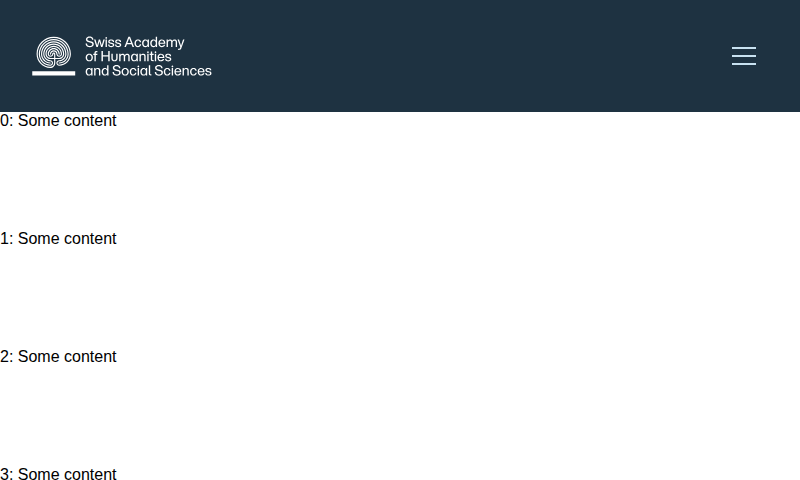 Swiss Academy
of Humanities
and Social Sciences
0: Some content
1: Some content
2: Some content
3: Some content